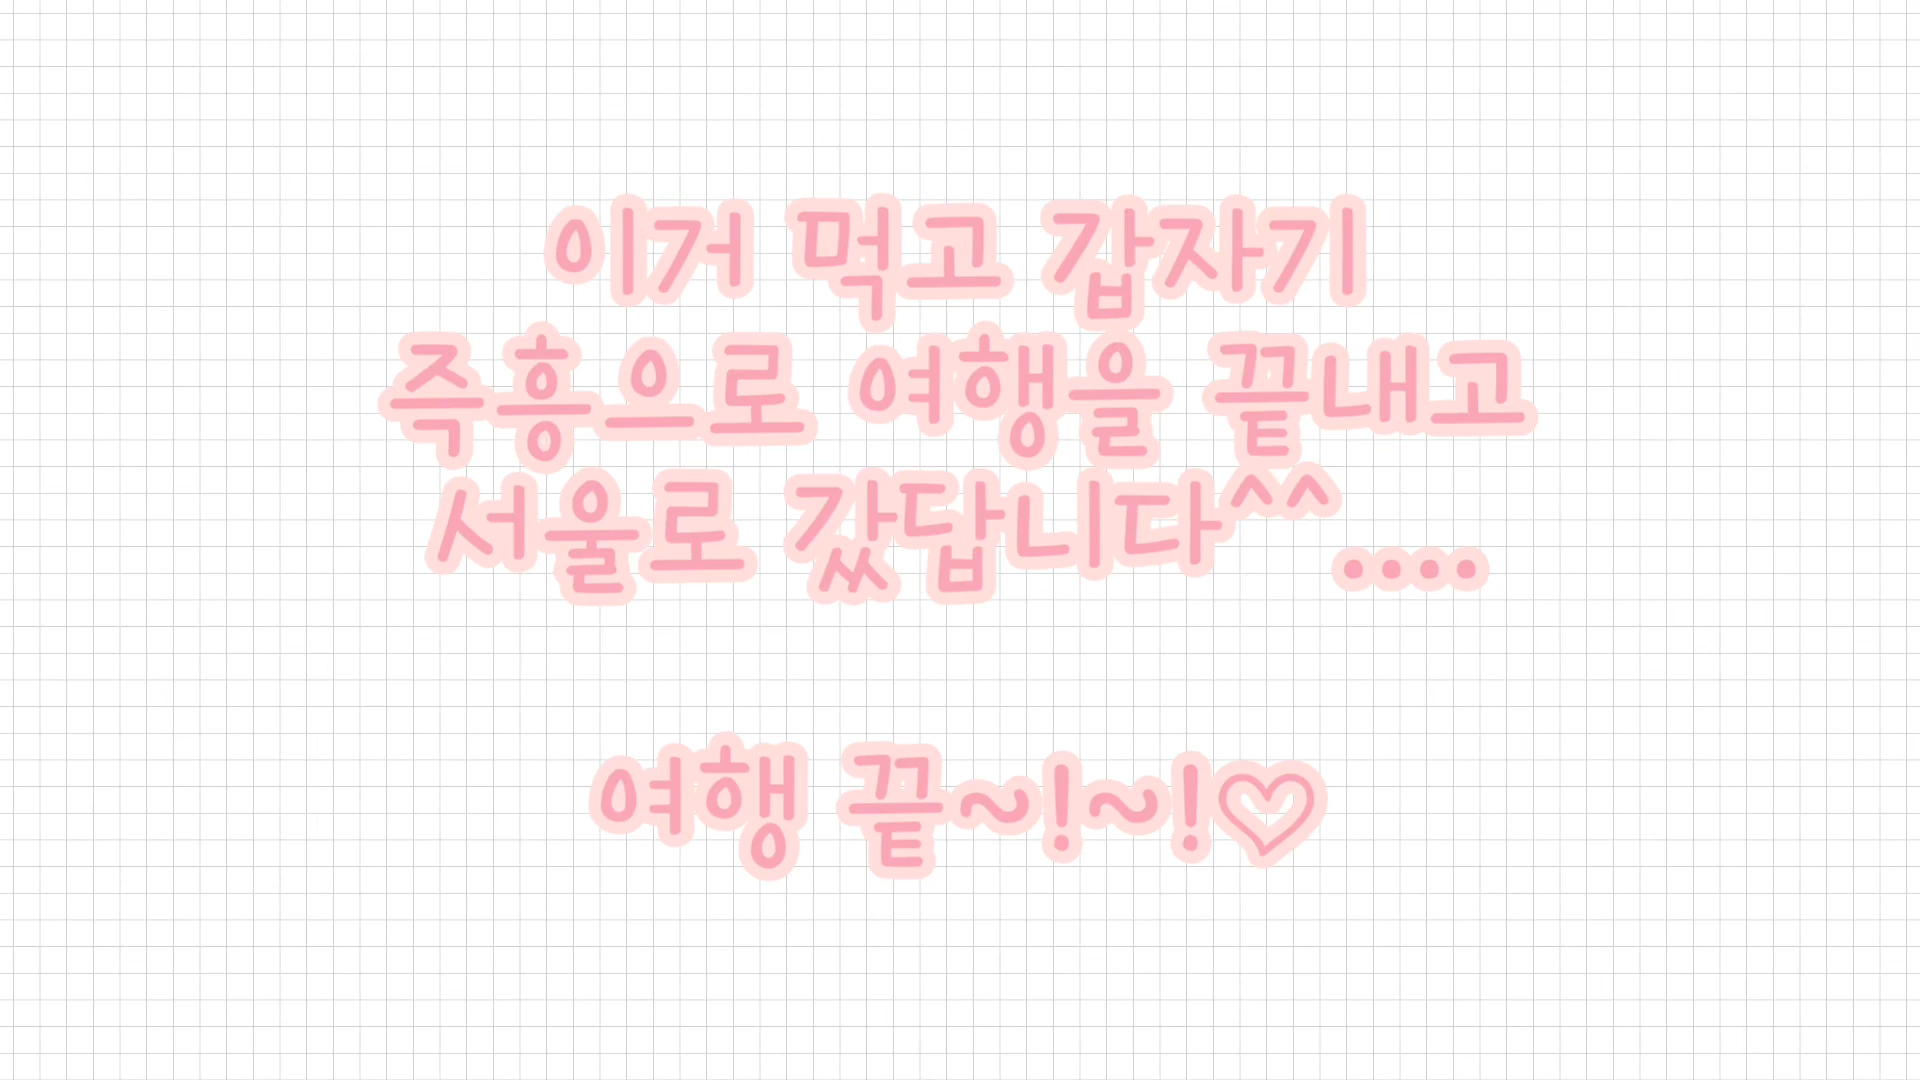 이거 먹고 갑자기
즉흥으로 여행을 끝내고
서울로 갔답니다^^....
여행 끝~!~!♡